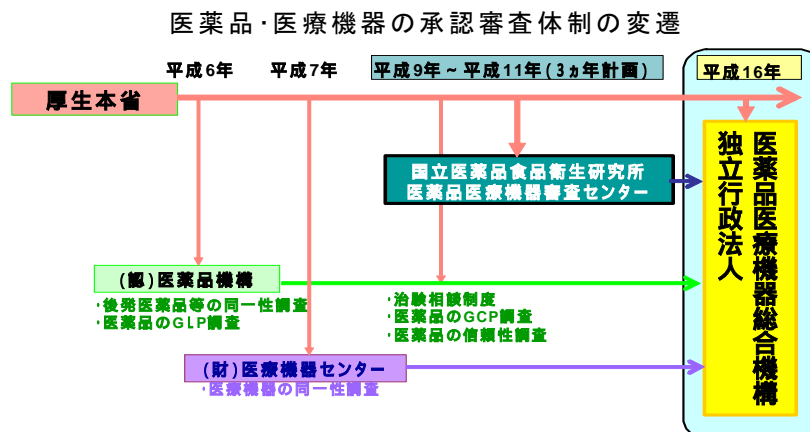 医薬品･医療機器の承認審査体制の変遷
平成6年
平成7年
平成9年～平成11年(3ヵ年計画)
平成16年
厚生本省
国立医薬品食品衛生研究所
医薬品医療機器審査センター
独立行政法人
医薬品医療機器総合機構
(認)医薬品機構
･後発医薬品等の同一性調査
･医薬品のGLP調査
･治験相談制度
･医薬品のGCP調査
･医薬品の信頼性調査
(財)医療機器センター
･医療機器の同一性調査